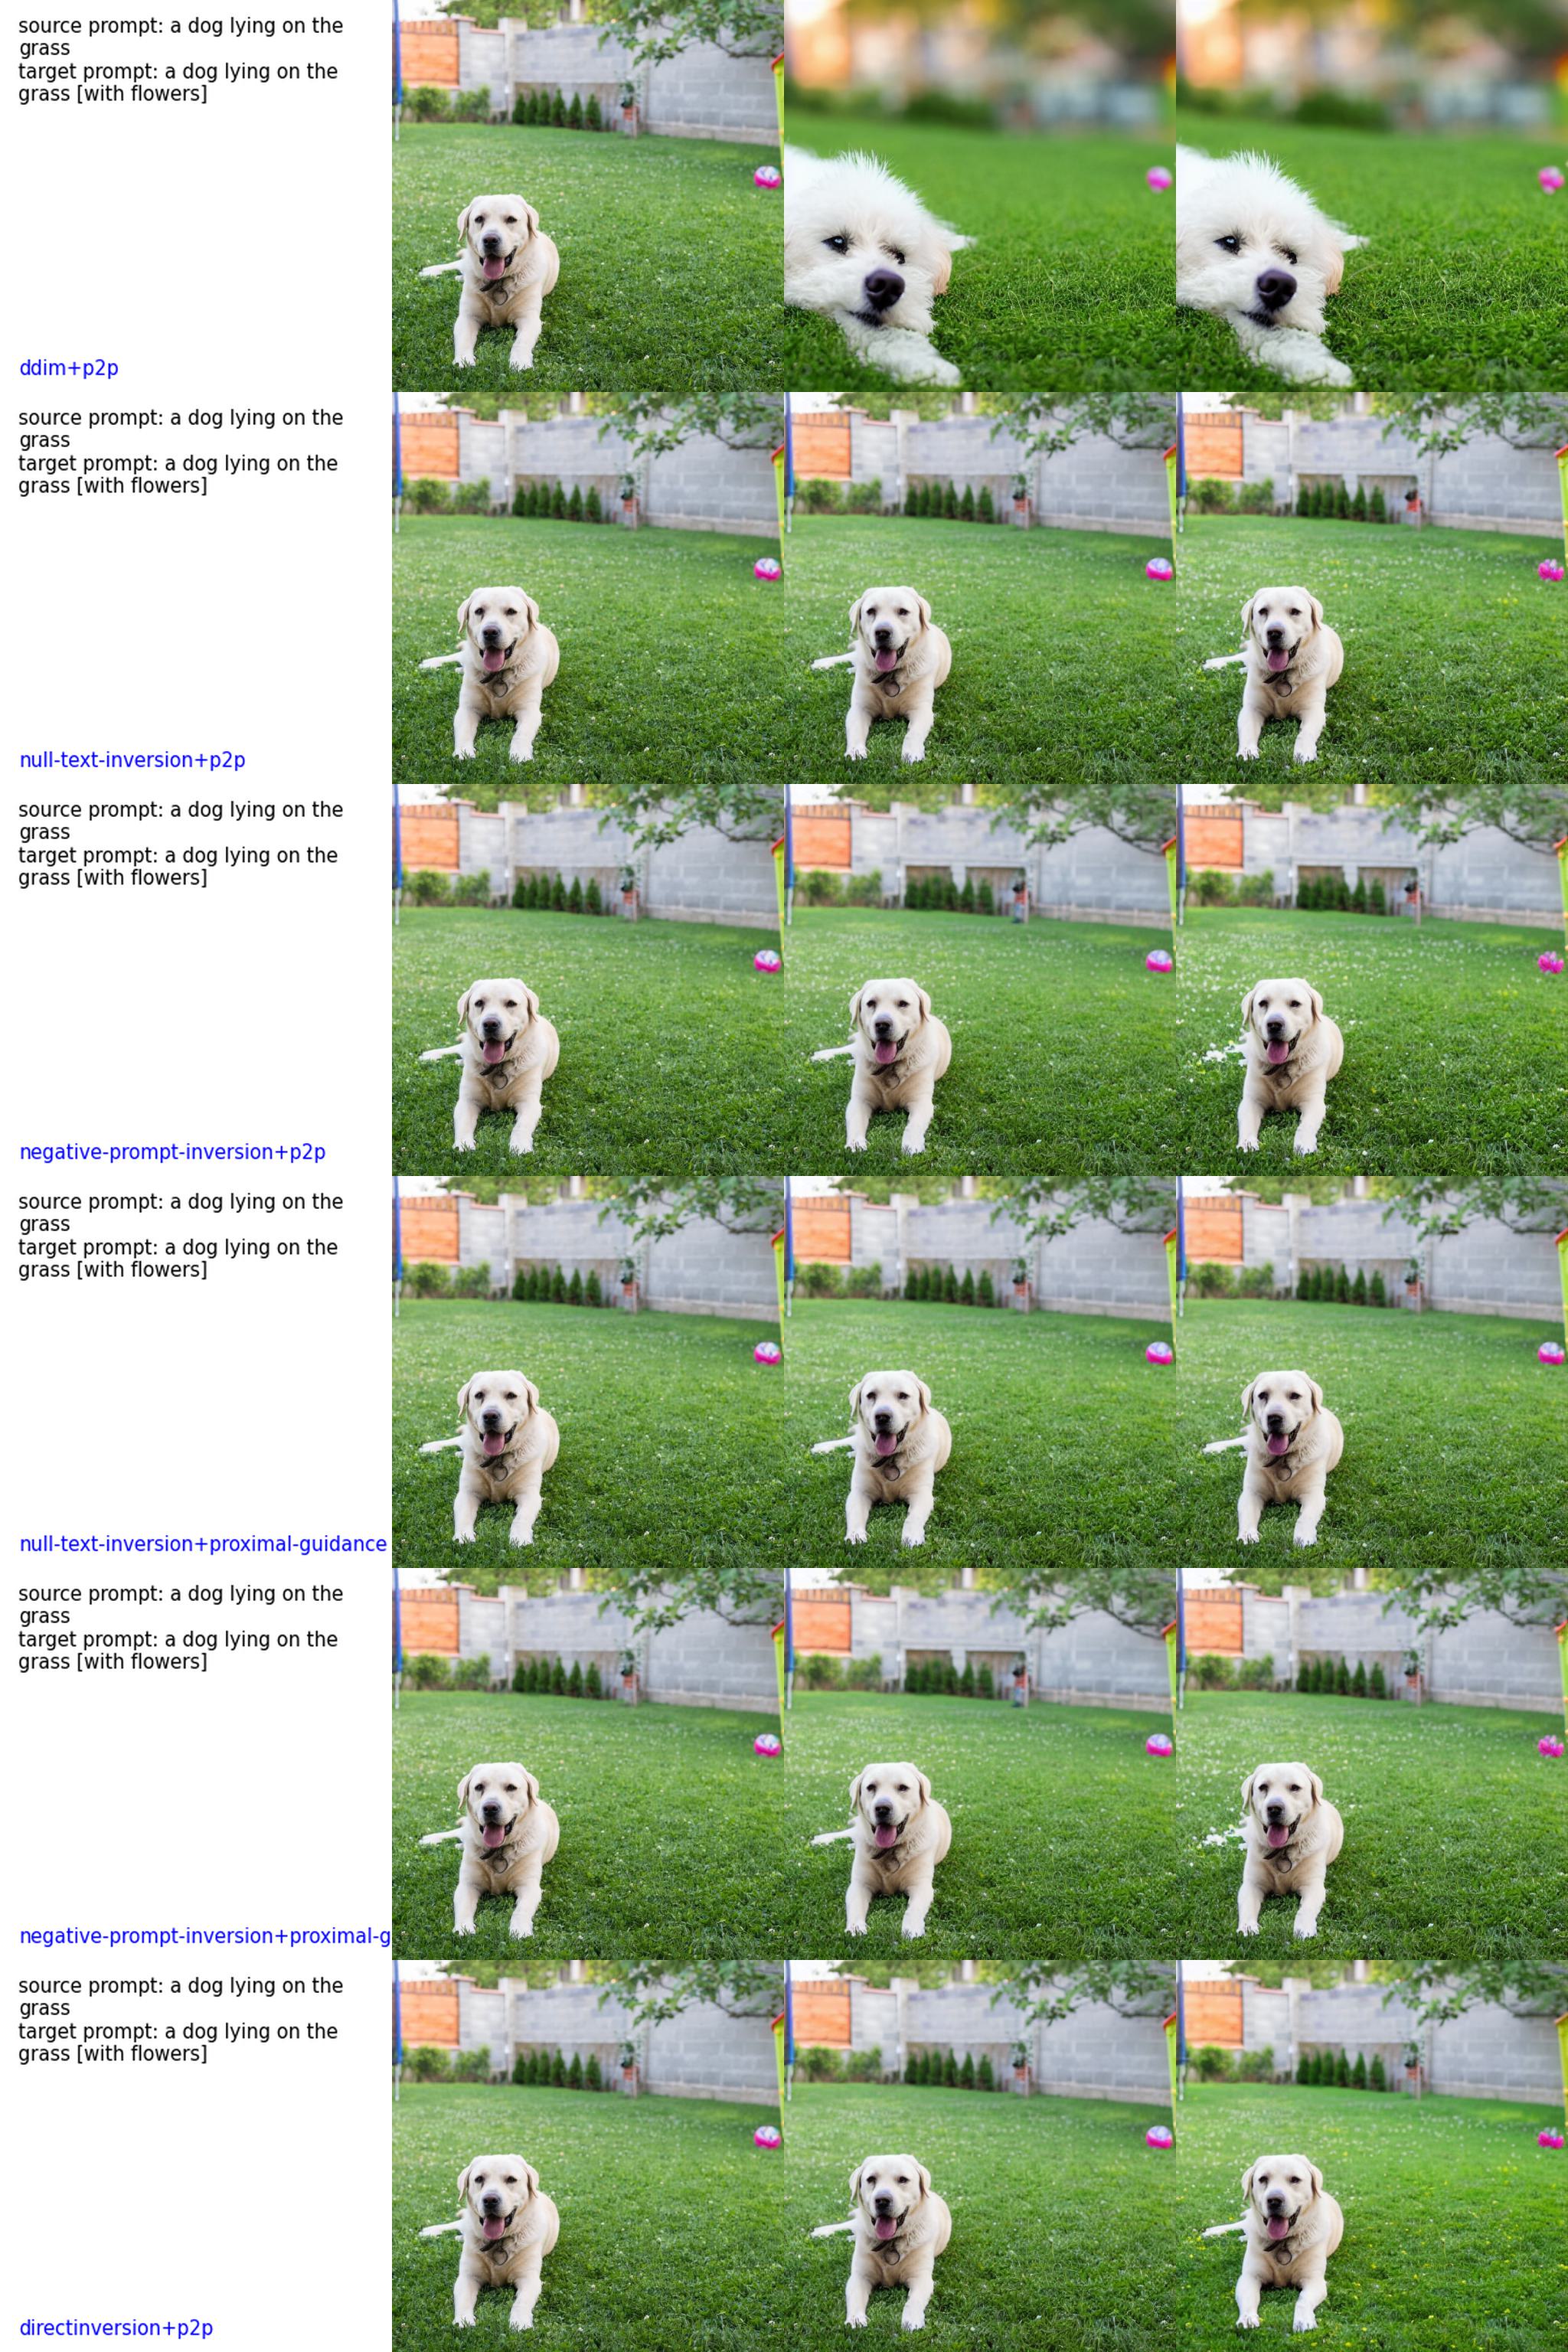 source prompt: a dog lying on the
grass
target prompt: a dog lying on the
grass [with flowers]
ddim+p2p
source prompt: a dog lying on the
grass
target prompt: a dog lying on the
grass [with flowers]
null-text-inversion+p2p
source prompt: a dog lying on the
grass
target prompt: a dog lying on the
grass [with flowers]
negative-prompt-inversion+p2p
source prompt: a dog lying on the
grass
target prompt: a dog lying on the
grass [with flowers]
null-text-inversion+proximal-guidance
source prompt: a dog lying on the
grass
target prompt: a dog lying on the
grass [with flowers]
negative-prompt-inversion+proximal-g
source prompt: a dog lying on the
grass
target prompt: a dog lying on the
grass [with flowers]
directinversion+p2p